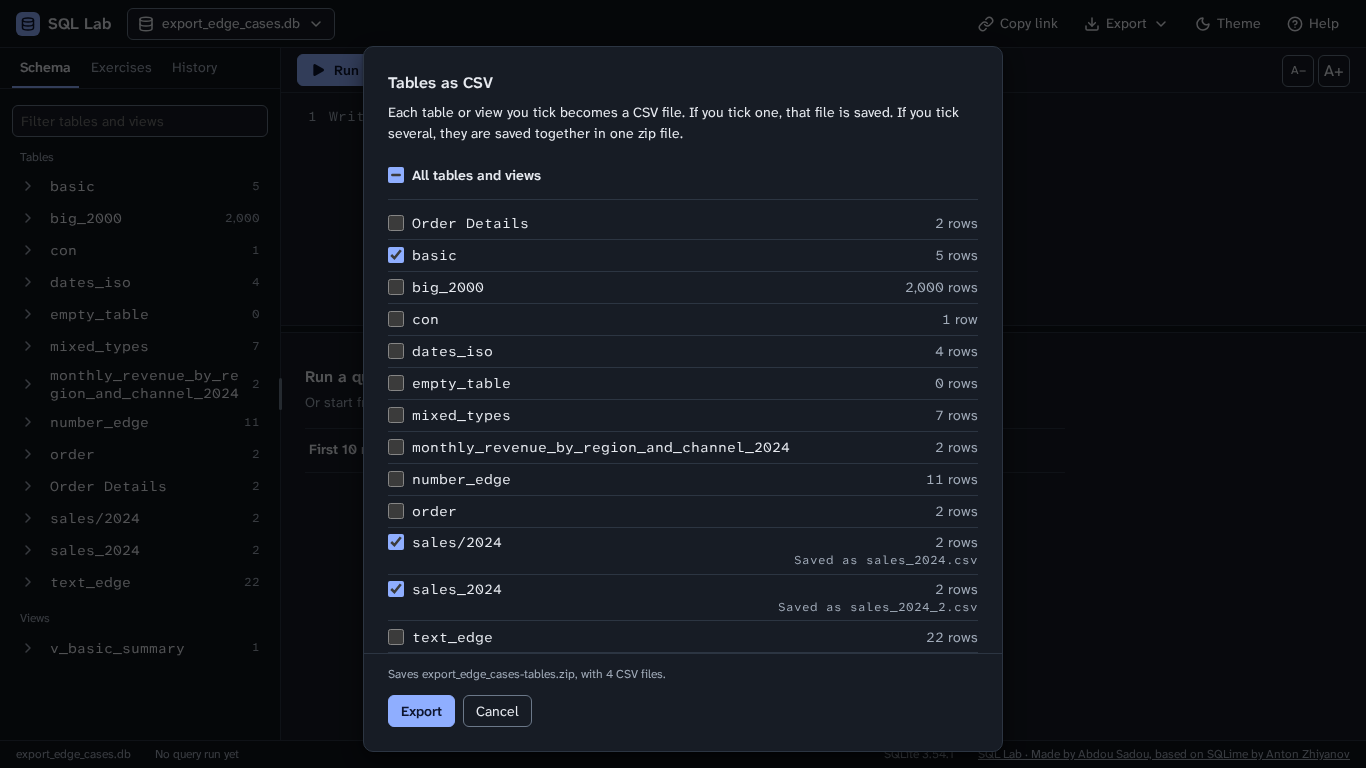 SQL Lab
export_edge_cases.db
Copy link
Export
Theme
Help
Schema
Exercises
History
Run
A−
A+
Filter tables and views
1
Tables
basic 5
big_2000 2,000
con 1
dates_iso 4
empty_table 0
mixed_types 7
monthly_revenue_by_re
gion_and_channel_2024 2
number_edge 11
order 2
Order Details 2
sales/2024 2
sales_2024 2
text_edge 22
Views
v_basic_summary 1
Run a
Or start
First 10
Tables as CSV
Each table or view you tick becomes a CSV file. If you tick one, that file is saved. If you tick
several, they are saved together in one zip file.
All tables and views
Order Details 2 rows
basic 5 rows
big_2000 2,000 rows
con 1 row
dates_iso 4 rows
empty_table 0 rows
mixed_types 7 rows
monthly_revenue_by_region_and_channel_2024 2 rows
number_edge 11 rows
order 2 rows
sales/2024 2 rows
Saved as sales_2024.csv
sales_2024 2 rows
Saved as sales_2024_2.csv
text_edge 22 rows
Saves export_edge_cases-tables.zip, with 4 CSV files.
Export
Cancel
export_edge_cases.db
No query run yet
SQLite 3.54.1
SQL Lab · Made by Abdou Sadou, based on SQLime by Anton Zhiyanov